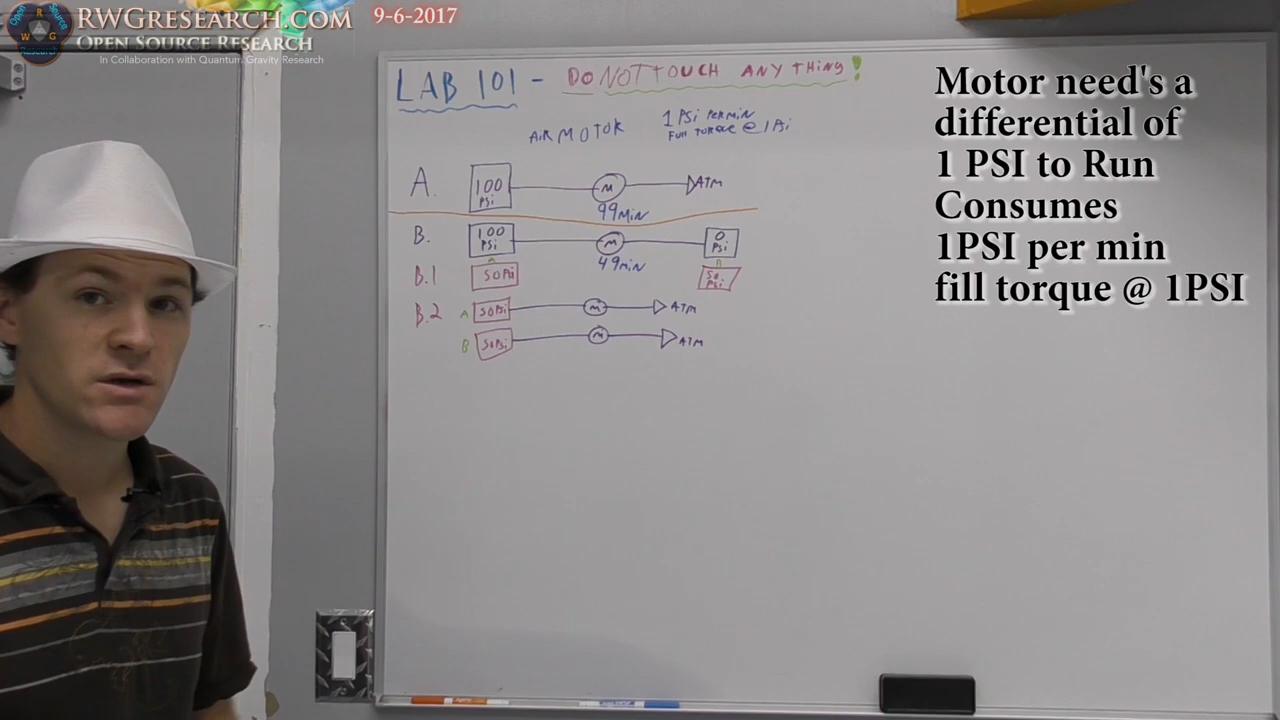 RWGRESEARCH.COM
OPEN SOURCE RESEARCH
In Collaboration with Quantum Gravity Research
Open Source
R W G
Research
9-6-2017
LAB 101 - DO NOT TOUCH ANY THING!
AIR MOTOR
1 PSi PER MIN
FULL TORQUE @ 1 PSi
A. 100 PSi M ATM
99 MIN
B. 100 PSi M 0 PSi
49 MIN
A B
B.1 50 PSi 50 PSi
B.2 A 50 PSi M ATM
B 50 PSi M ATM
Motor need's a
differential of
1 PSI to Run
Consumes
1PSI per min
fill torque @ 1PSI